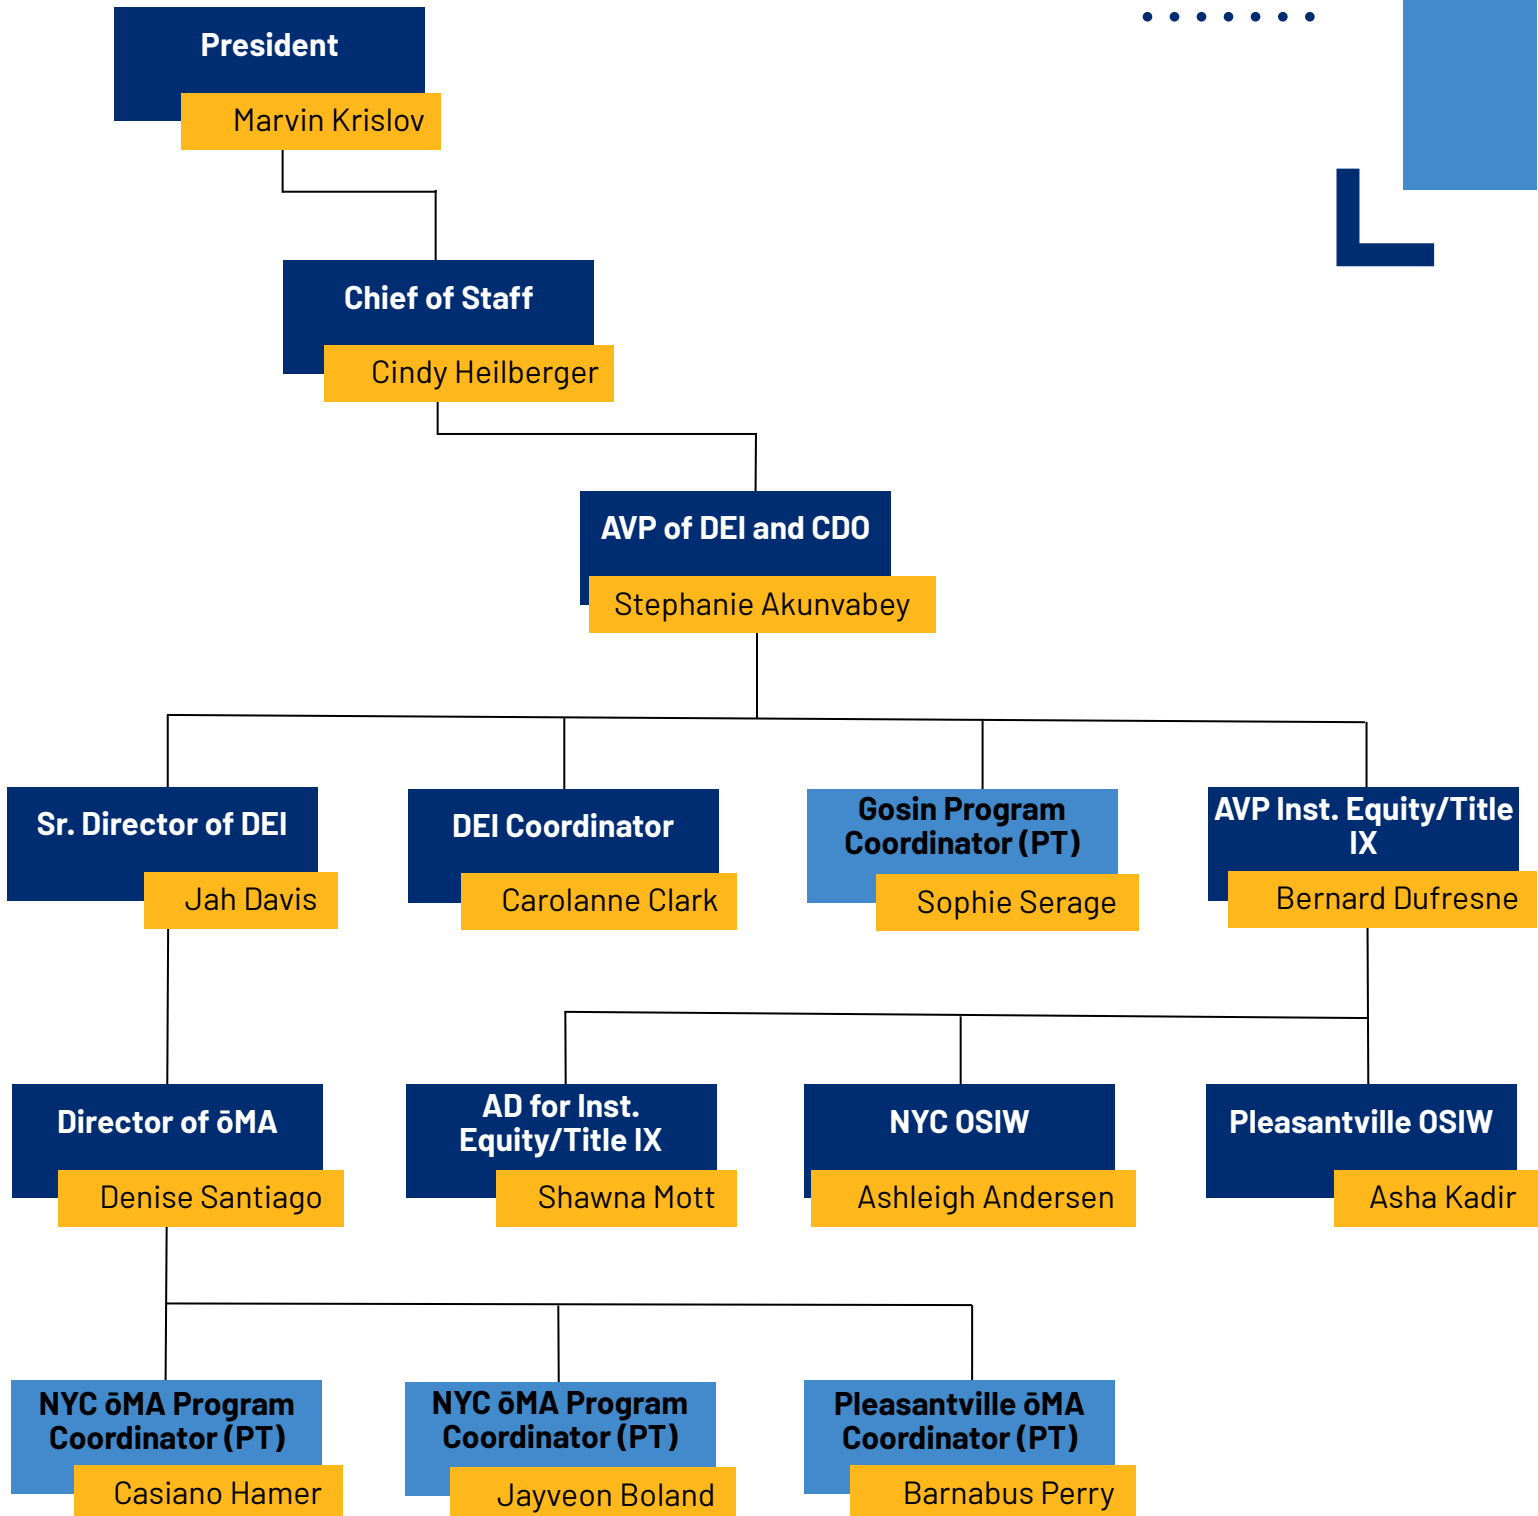 President
Marvin Krislov
Chief of Staff
Cindy Heilberger
AVP of DEI and CDO
Stephanie Akunvabey
Sr. Director of DEI
Jah Davis
DEI Coordinator
Carolanne Clark
Gosin Program
Coordinator (PT)
Sophie Serage
AVP Inst. Equity/Title
IX
Bernard Dufresne
Director of ōMA
Denise Santiago
AD for Inst.
Equity/Title IX
Shawna Mott
NYC OSIW
Ashleigh Andersen
Pleasantville OSIW
Asha Kadir
NYC ōMA Program
Coordinator (PT)
Casiano Hamer
NYC ōMA Program
Coordinator (PT)
Jayveon Boland
Pleasantville ōMA
Coordinator (PT)
Barnabus Perry